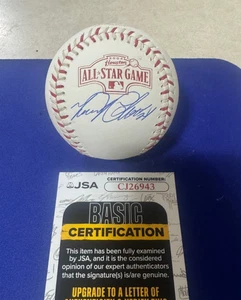 Houston
ALL★STAR GAME
JSA
CERTIFICATION NUMBER
CJ26943
BASIC
CERTIFICATION
This item has been fully examined
by JSA, and it is the considered
opinion of our expert authenticators
that the signature(s) is/are genuine.
UPGRADE TO A LETTER OF